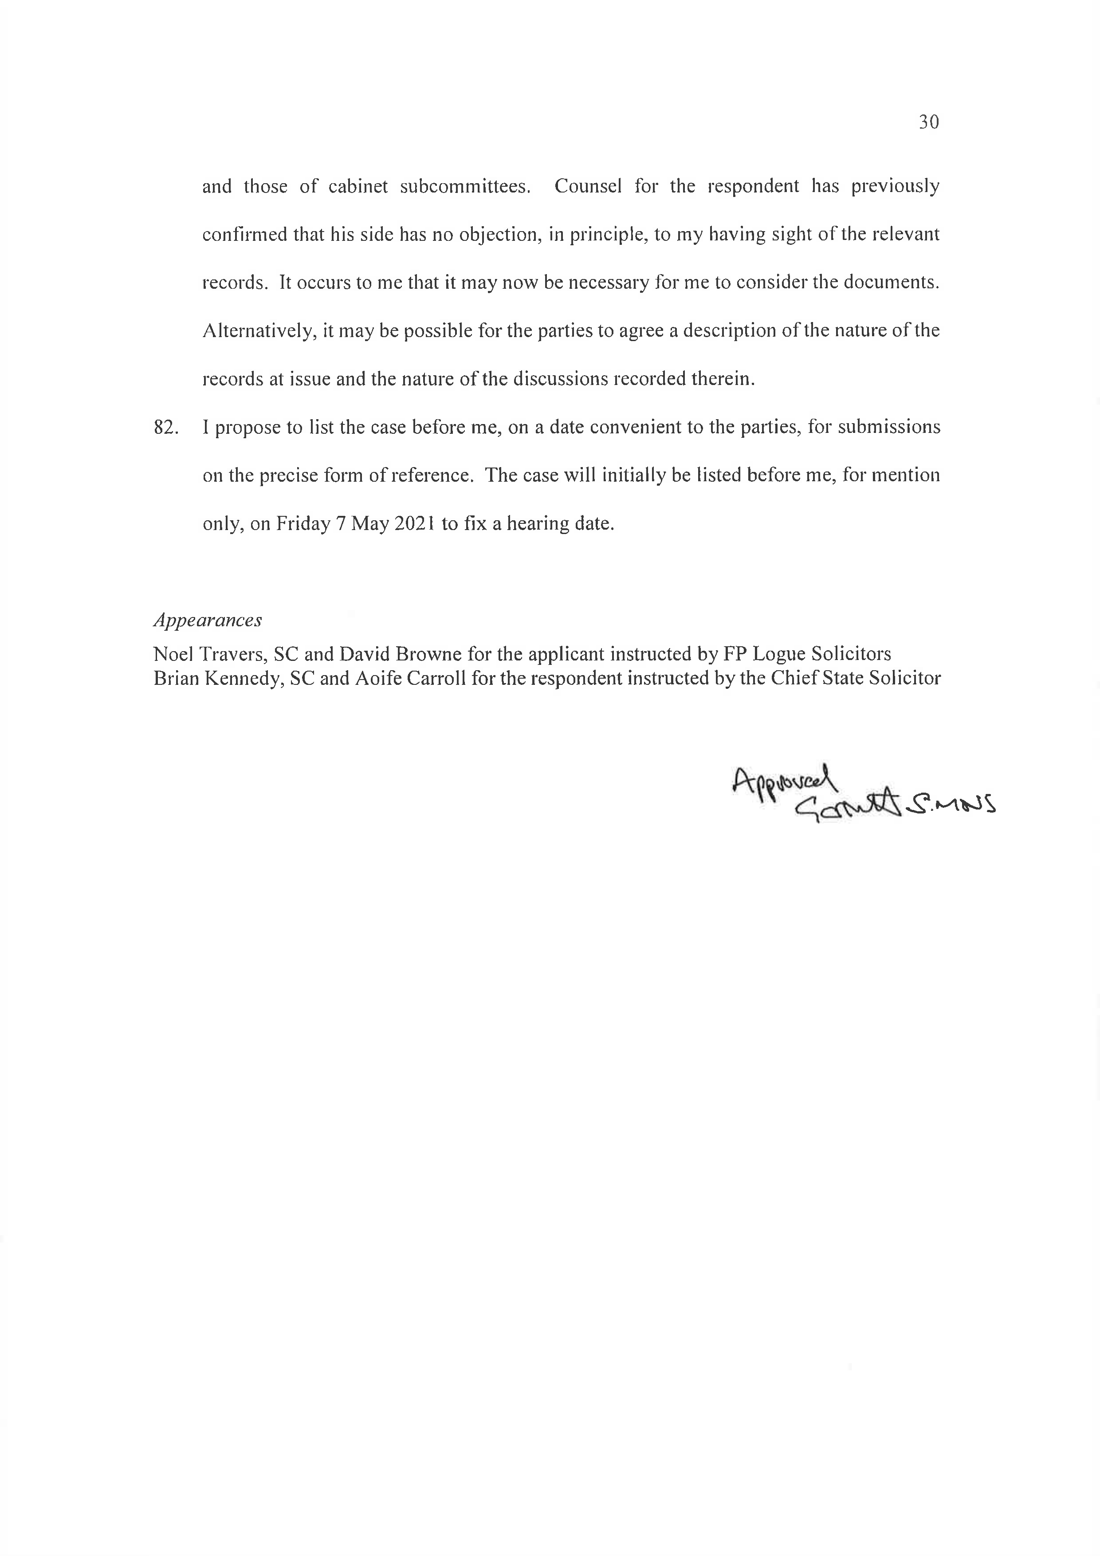 30
and those of cabinet subcommittees. Counsel for the respondent has previously
confirmed that his side has no objection, in principle, to my having sight of the relevant
records. It occurs to me that it may now be necessary for me to consider the documents.
Alternatively, it may be possible for the parties to agree a description of the nature of the
records at issue and the nature of the discussions recorded therein.
82. I propose to list the case before me, on a date convenient to the parties, for submissions
on the precise form of reference. The case will initially be listed before me, for mention
only, on Friday 7 May 2021 to fix a hearing date.
Appearances
Noel Travers, SC and David Browne for the applicant instructed by FP Logue Solicitors
Brian Kennedy, SC and Aoife Carroll for the respondent instructed by the Chief State Solicitor
Approved